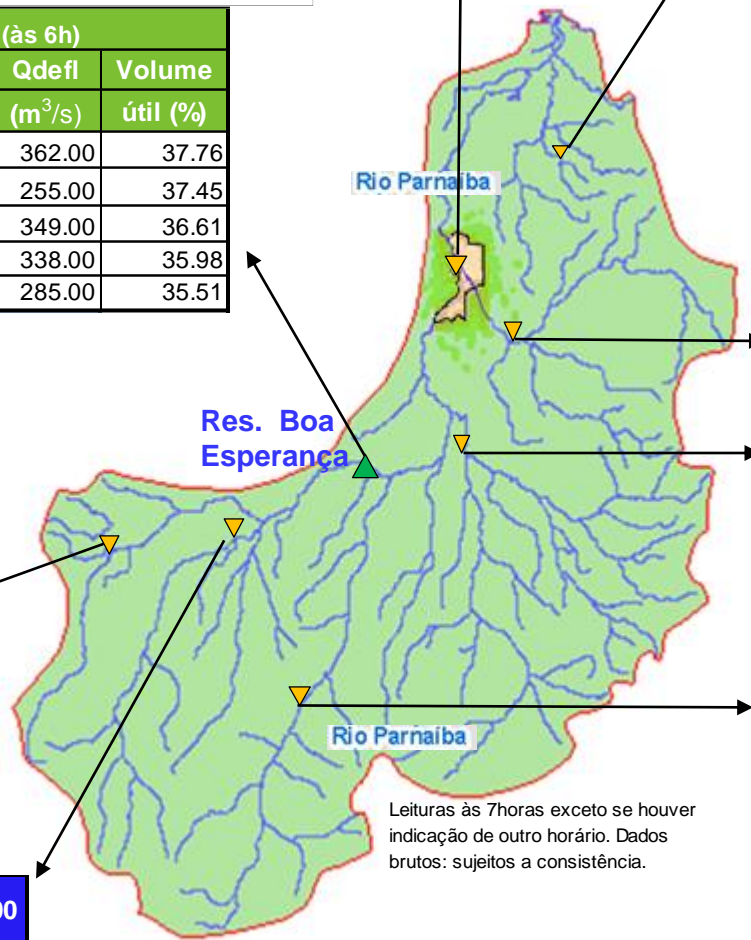 (às 6h)
Qdefl Volume
(m³/s) útil (%)
362.00 37.76
255.00 37.45
349.00 36.61
338.00 35.98
285.00 35.51
Rio Parnaíba
Res. Boa
Esperança
Rio Parnaíba
Leituras às 7horas exceto se houver
indicação de outro horário. Dados
brutos: sujeitos a consistência.